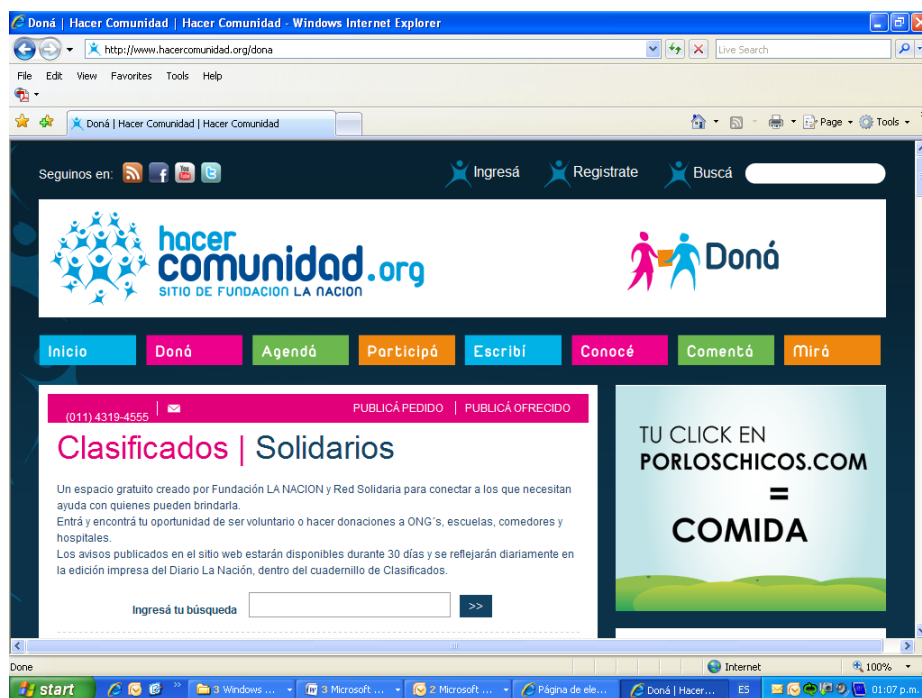 Doná | Hacer Comunidad | Hacer Comunidad - Windows Internet Explorer
http://www.hacercomunidad.org/dona
Live Search
File Edit View Favorites Tools Help
Doná | Hacer Comunidad | Hacer Comunidad
Page Tools
Seguinos en:
You Tube
Ingresá Registrate Buscá
hacer
comunidad.org
SITIO DE FUNDACION LA NACION
Doná
Inicio Doná Agendá Participá Escribí Conocé Comentá Mirá
(011) 4319-4555 | PUBLICÁ PEDIDO | PUBLICÁ OFRECIDO
Clasificados | Solidarios
Un espacio gratuito creado por Fundación LA NACION y Red Solidaria para conectar a los que necesitan
ayuda con quienes pueden brindarla.
Entrá y encontrá tu oportunidad de ser voluntario o hacer donaciones a ONG´s, escuelas, comedores y
hospitales.
Los avisos publicados en el sitio web estarán disponibles durante 30 días y se reflejarán diariamente en
la edición impresa del Diario La Nación, dentro del cuadernillo de Clasificados.
Ingresá tu búsqueda >>
TU CLICK EN
PORLOSCHICOS.COM
=
COMIDA
Done Internet 100%
start 3 Windows ... 3 Microsoft ... 2 Microsoft ... Página de ele... Doná | Hacer... ES 01:07 p.m.